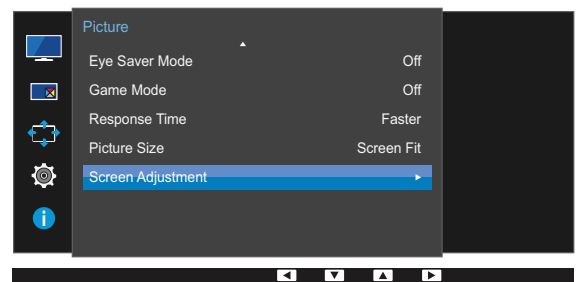 Picture
Eye Saver Mode Off
Game Mode Off
Response Time Faster
Picture Size Screen Fit
Screen Adjustment